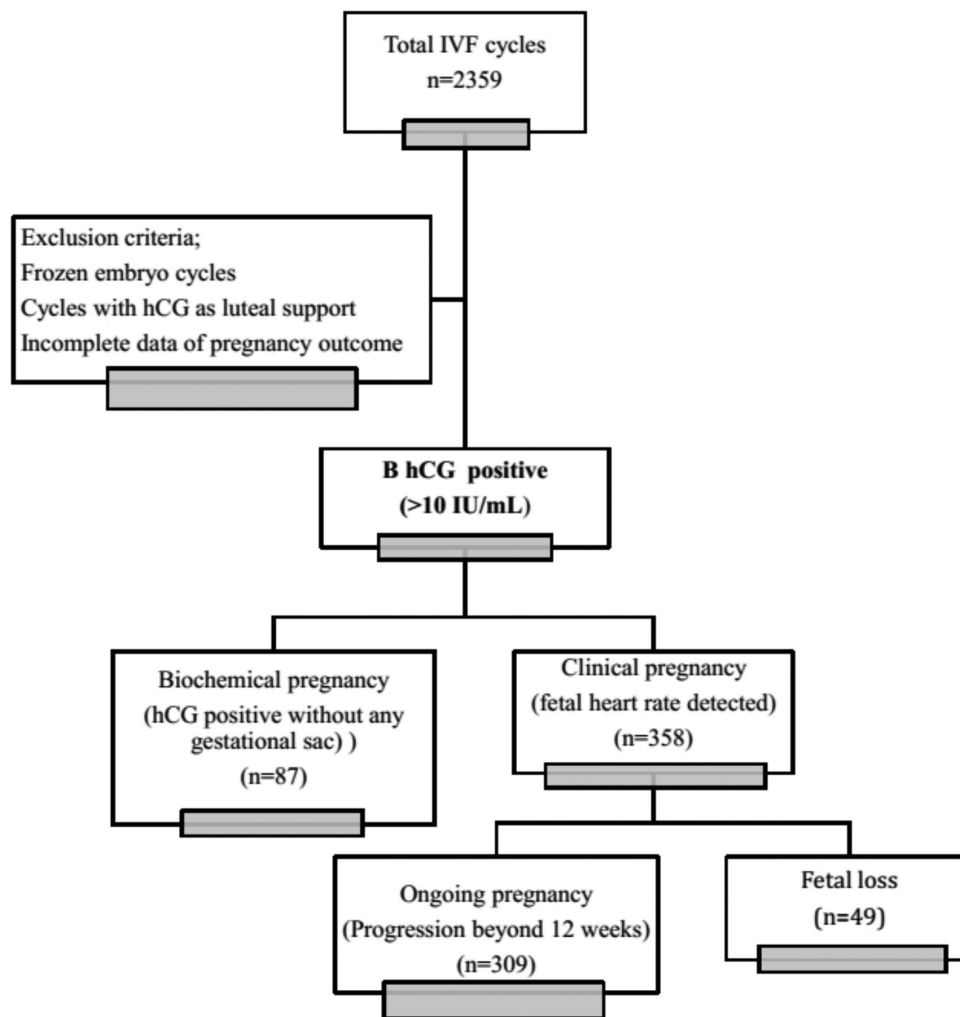 Total IVF cycles
n=2359
Exclusion criteria;
Frozen embryo cycles
Cycles with hCG as luteal support
Incomplete data of pregnancy outcome
B hCG positive
(>10 IU/mL)
Biochemical pregnancy
(hCG positive without any
gestational sac) )
(n=87)
Clinical pregnancy
(fetal heart rate detected)
(n=358)
Ongoing pregnancy
(Progression beyond 12 weeks)
(n=309)
Fetal loss
(n=49)